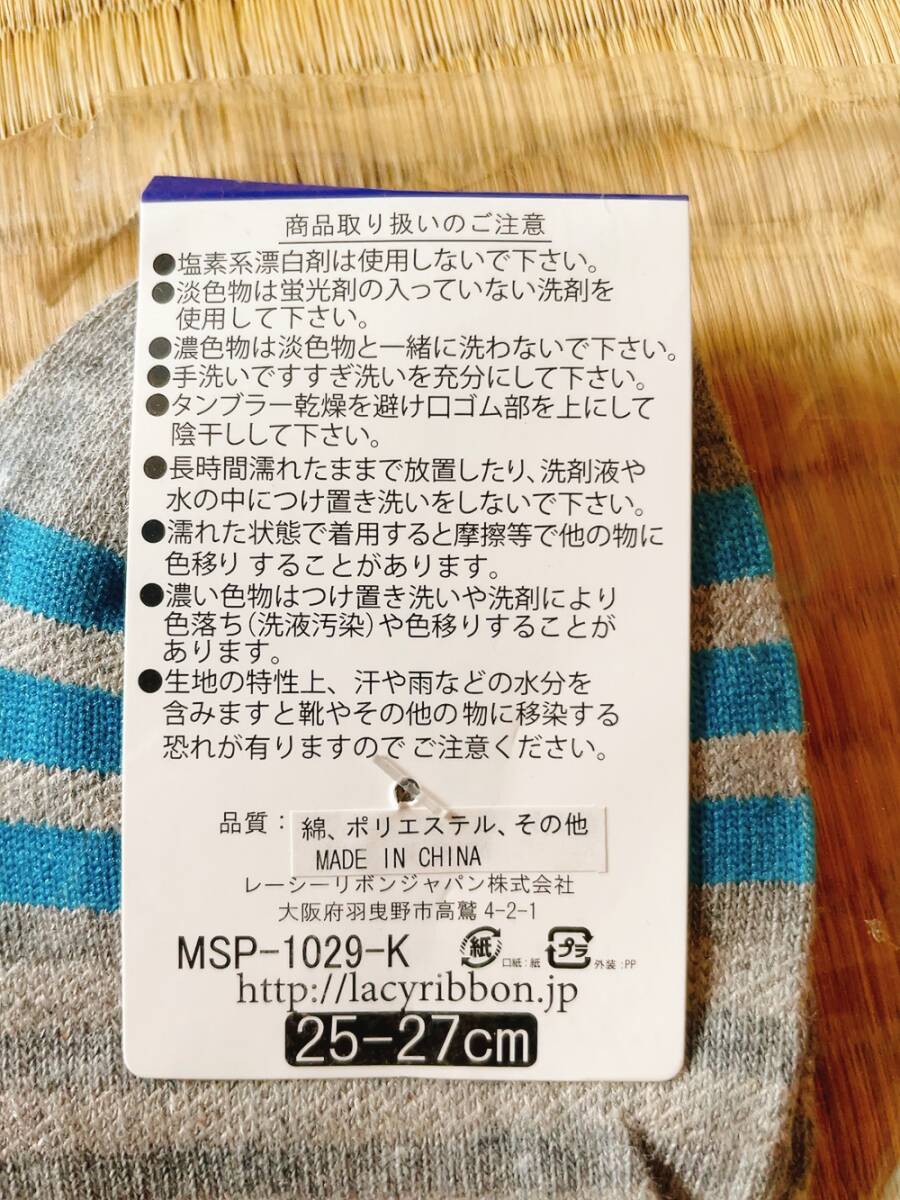 商品取り扱いのご注意
●塩素系漂白剤は使用しないで下さい。
●淡色物は蛍光剤の入っていない洗剤を
使用して下さい。
●濃色物は淡色物と一緒に洗わないで下さい。
●手洗いですすぎ洗いを充分にして下さい。
●タンブラー乾燥を避け口ゴム部を上にして
陰干しして下さい。
●長時間濡れたままで放置したり、洗剤液や
水の中につけ置き洗いをしないで下さい。
●濡れた状態で着用すると摩擦等で他の物に
色移りすることがあります。
●濃い色物はつけ置き洗いや洗剤により
色落ち(洗液汚染)や色移りすることが
あります。
●生地の特性上、汗や雨などの水分を
含みますと靴やその他の物に移染する
恐れが有りますのでご注意ください。
品質：綿、ポリエステル、その他
MADE IN CHINA
レーシーリボンジャパン株式会社
大阪府羽曳野市高鷲 4-2-1
MSP-1029-K 紙 口紙：紙 プラ 外装：PP
http://lacyribbon.jp
25-27cm